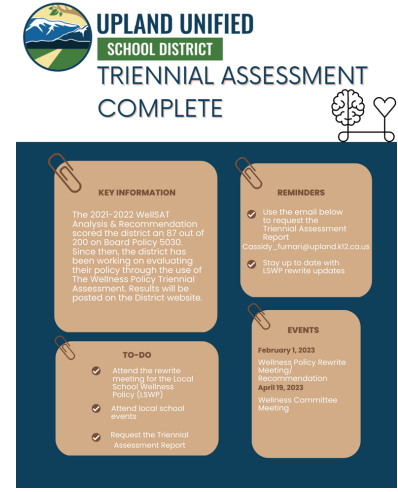 UPLAND UNIFIED
SCHOOL DISTRICT
TRIENNIAL ASSESSMENT
COMPLETE
KEY INFORMATION
The 2021-2022 WellSAT
Analysis & Recommendation
scored the district an 87 out of
200 on Board Policy 5030.
Since then, the district has
been working on evaluating
their policy through the use of
The Wellness Policy Triennial
Assessment. Results will be
posted on the District website.
REMINDERS
Use the email below
to request the
Triennial Assessment
Report
Cassidy_furnari@upland.k12.ca.us
Stay up to date with
LSWP rewrite updates
TO-DO
Attend the rewrite
meeting for the Local
School Wellness
Policy (LSWP)
Attend local school
events
Request the Triennial
Assessment Report
EVENTS
February 1, 2023
Wellness Policy Rewrite
Meeting/
Recommendation
April 19, 2023
Wellness Committee
Meeting